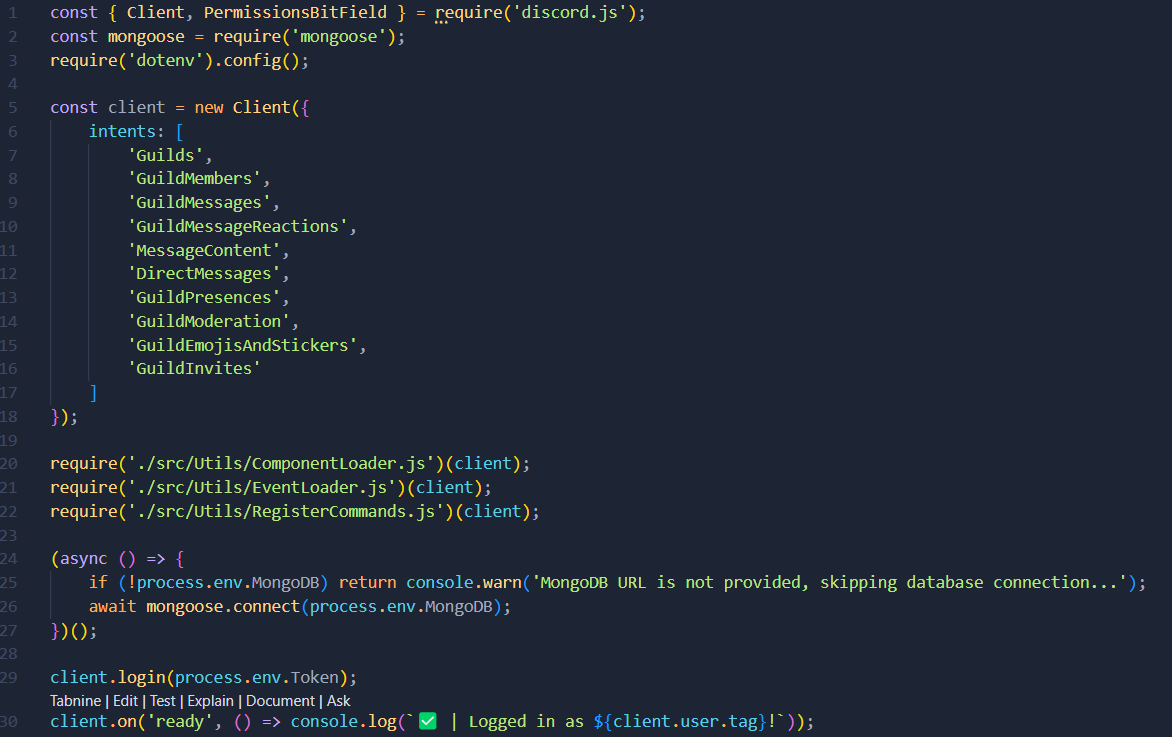 1 const { Client, PermissionsBitField } = require('discord.js');
2 const mongoose = require('mongoose');
3 require('dotenv').config();
4
5 const client = new Client({
6     intents: [
7         'Guilds',
8         'GuildMembers',
9         'GuildMessages',
10         'GuildMessageReactions',
11         'MessageContent',
12         'DirectMessages',
13         'GuildPresences',
14         'GuildModeration',
15         'GuildEmojisAndStickers',
16         'GuildInvites'
17     ]
18 });
19
20 require('./src/Utils/ComponentLoader.js')(client);
21 require('./src/Utils/EventLoader.js')(client);
22 require('./src/Utils/RegisterCommands.js')(client);
23
24 (async () => {
25     if (!process.env.MongoDB) return console.warn('MongoDB URL is not provided, skipping database connection...');
26     await mongoose.connect(process.env.MongoDB);
27 })();
28
29 client.login(process.env.Token);
Tabnine | Edit | Test | Explain | Document | Ask
30 client.on('ready', () => console.log(`✅ | Logged in as ${client.user.tag}!`));